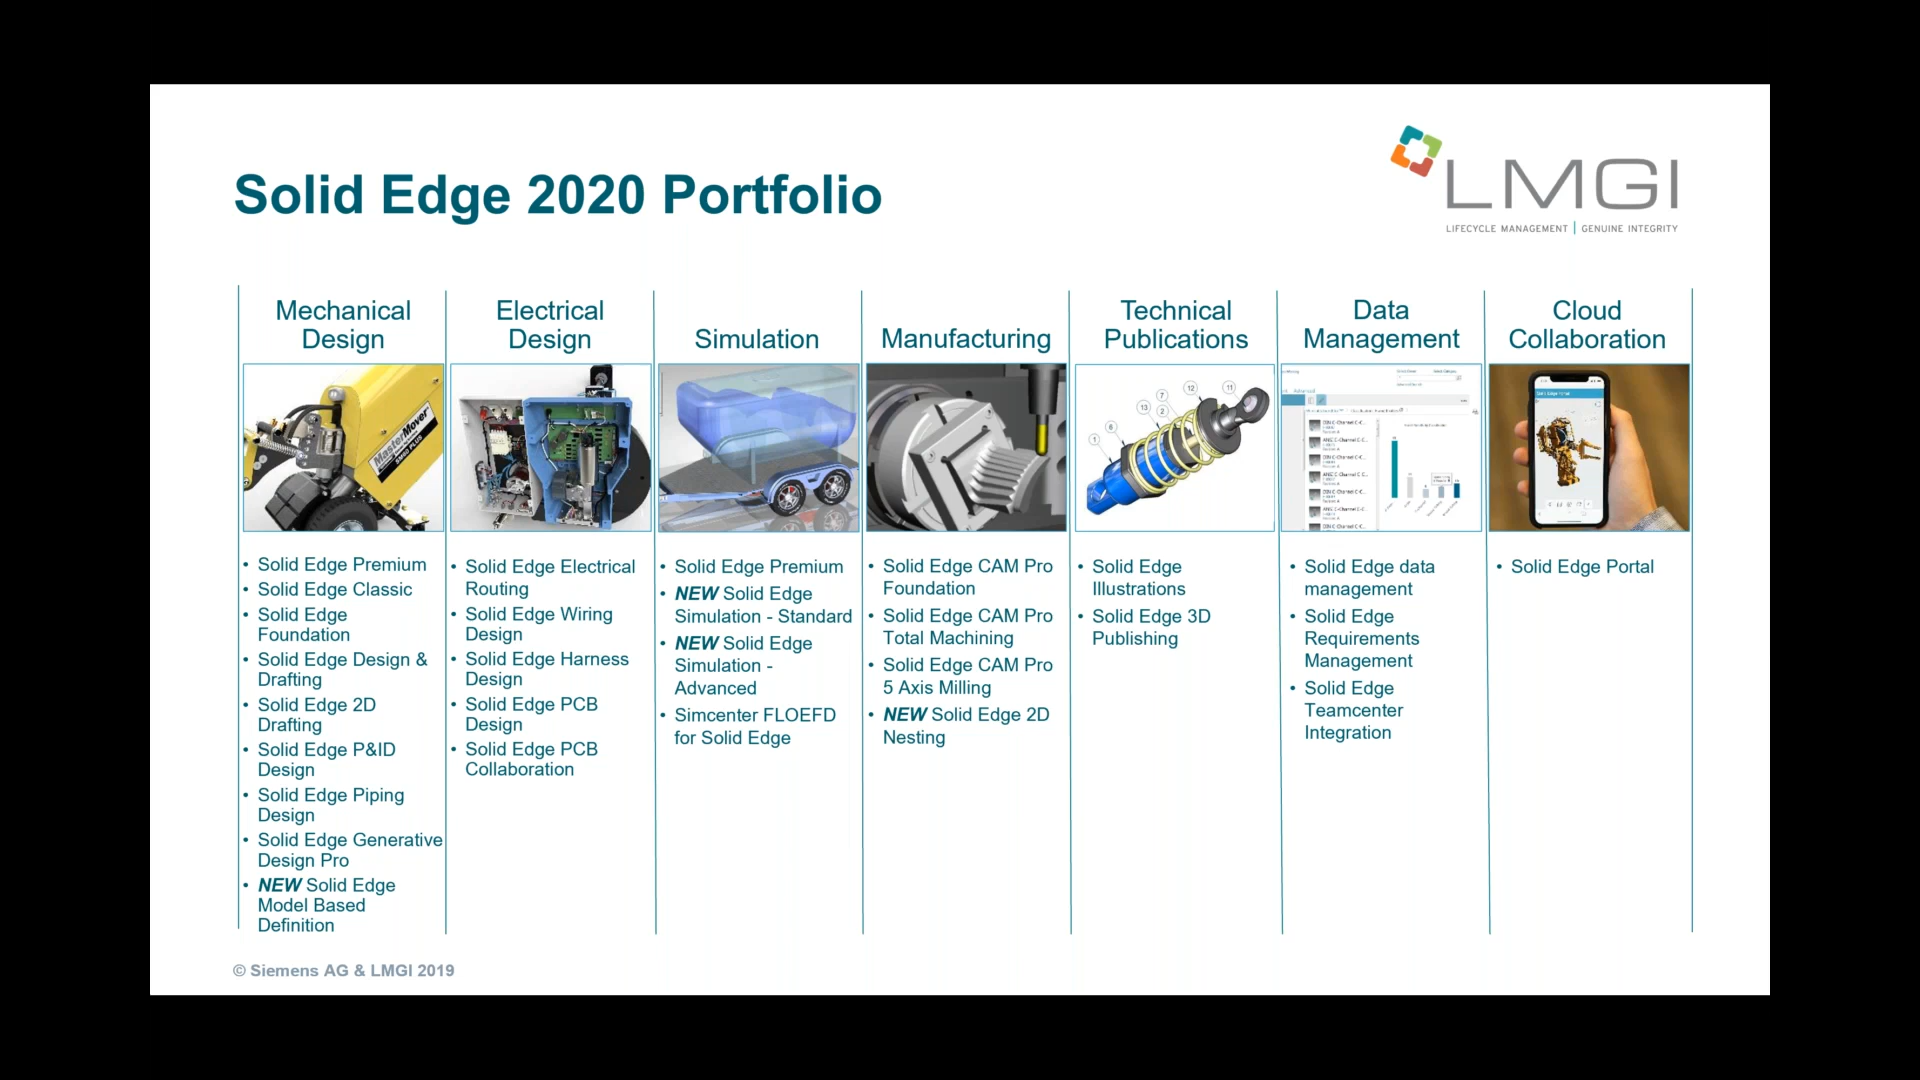 Solid Edge 2020 Portfolio
LMGI
LIFECYCLE MANAGEMENT | GENUINE INTEGRITY
Mechanical
Design
MasterMover
• Solid Edge Premium
• Solid Edge Classic
• Solid Edge
Foundation
• Solid Edge Design &
Drafting
• Solid Edge 2D
Drafting
• Solid Edge P&ID
Design
• Solid Edge Piping
Design
• Solid Edge Generative
Design Pro
• NEW Solid Edge
Model Based
Definition
Electrical
Design
• Solid Edge Electrical
Routing
• Solid Edge Wiring
Design
• Solid Edge Harness
Design
• Solid Edge PCB
Design
• Solid Edge PCB
Collaboration
Simulation
• Solid Edge Premium
• NEW Solid Edge
Simulation - Standard
• NEW Solid Edge
Simulation -
Advanced
• Simcenter FLOEFD
for Solid Edge
Manufacturing
• Solid Edge CAM Pro
Foundation
• Solid Edge CAM Pro
Total Machining
• Solid Edge CAM Pro
5 Axis Milling
• NEW Solid Edge 2D
Nesting
Technical
Publications
11
12
7
13
2
6
1
• Solid Edge
Illustrations
• Solid Edge 3D
Publishing
Data
Management
• Solid Edge data
management
• Solid Edge
Requirements
Management
• Solid Edge
Teamcenter
Integration
Cloud
Collaboration
• Solid Edge Portal
© Siemens AG & LMGI 2019